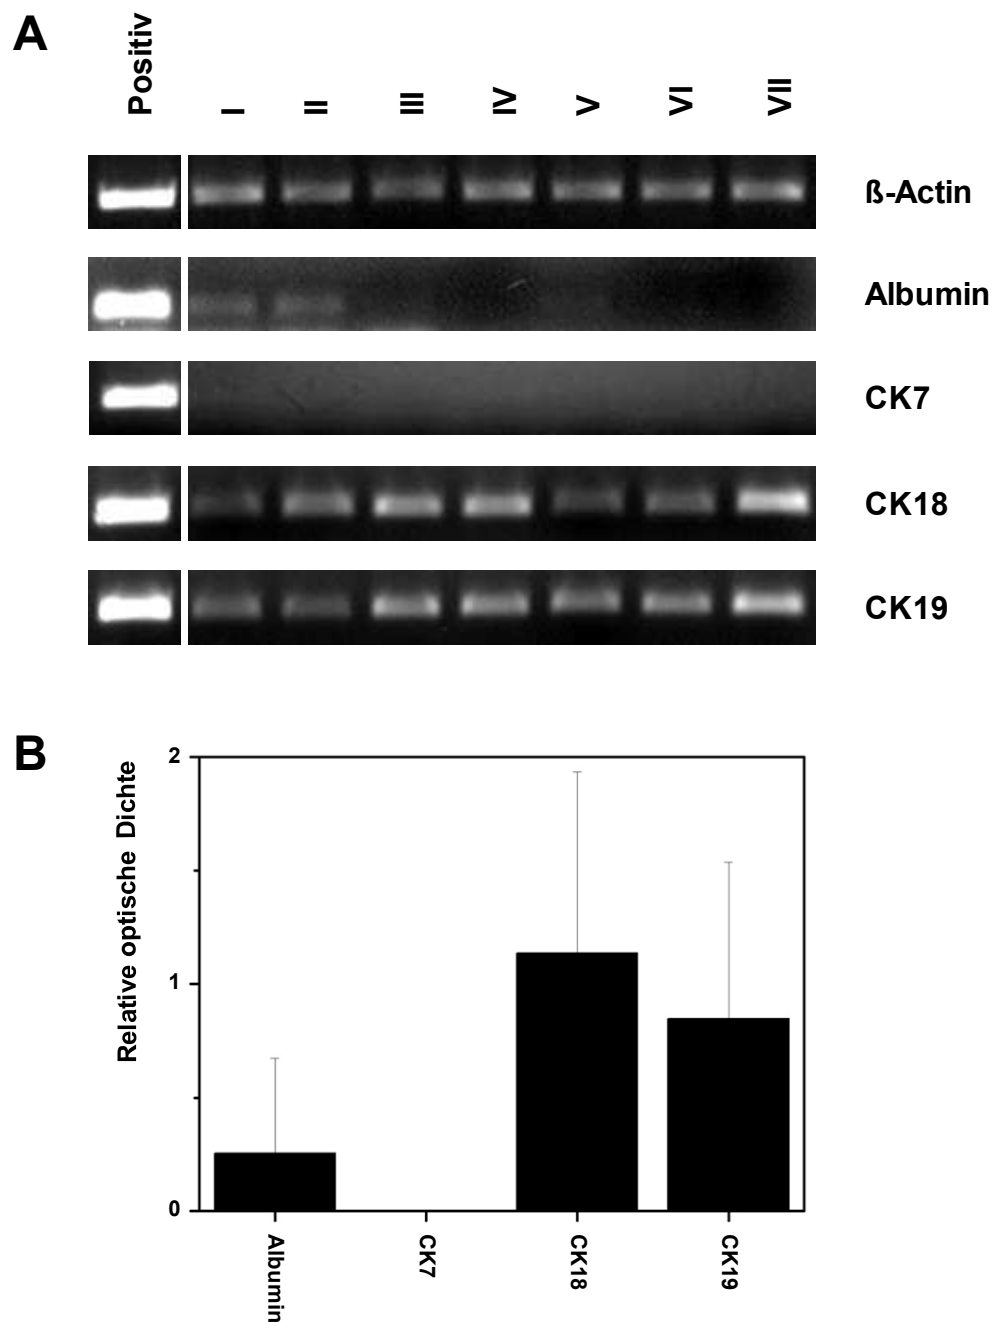 A
Positiv
I
II
III
IV
V
VI
VII
ß-Actin
Albumin
CK7
CK18
CK19
B
Relative optische Dichte
2
1
0
Albumin
CK7
CK18
CK19